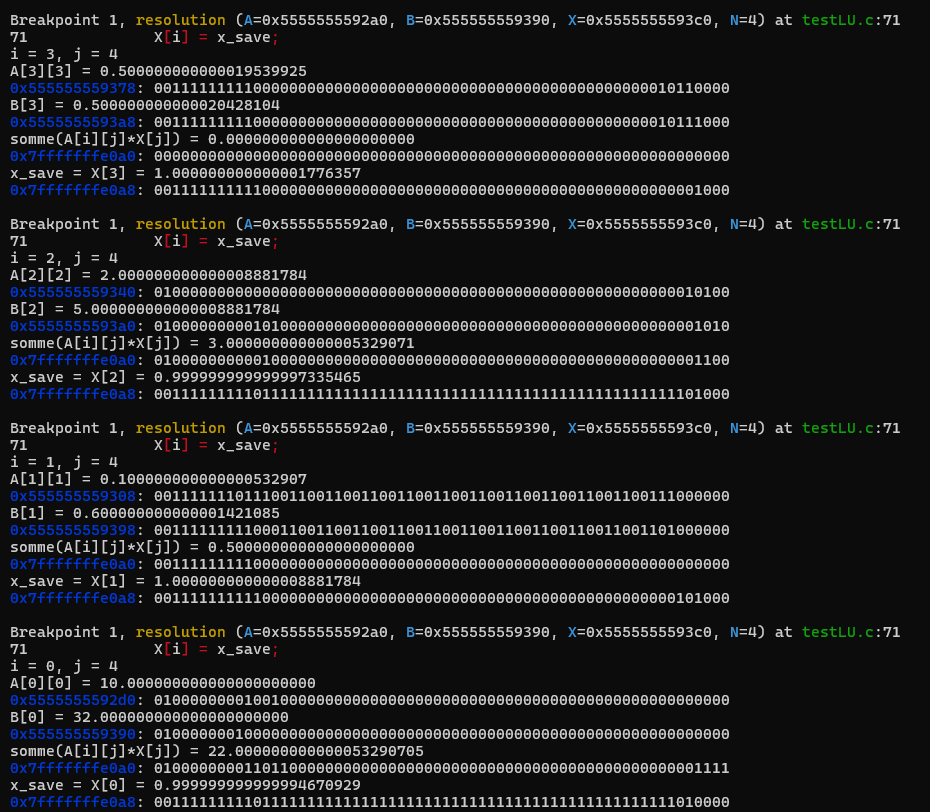 Breakpoint 1, resolution (A=0x5555555592a0, B=0x555555559390, X=0x5555555593c0, N=4) at testLU.c:71
71 X[i] = x_save;
i = 3, j = 4
A[3][3] = 0.500000000000019539925
0x555555559378: 0011111111100000000000000000000000000000000000000000000010110000
B[3] = 0.500000000000020428104
0x5555555593a8: 0011111111100000000000000000000000000000000000000000000010111000
somme(A[i][j]*X[j]) = 0.000000000000000000000
0x7fffffffe0a0: 0000000000000000000000000000000000000000000000000000000000000000
x_save = X[3] = 1.000000000000001776357
0x7fffffffe0a8: 0011111111110000000000000000000000000000000000000000000000001000

Breakpoint 1, resolution (A=0x5555555592a0, B=0x555555559390, X=0x5555555593c0, N=4) at testLU.c:71
71 X[i] = x_save;
i = 2, j = 4
A[2][2] = 2.000000000000008881784
0x555555559340: 0100000000000000000000000000000000000000000000000000000000010100
B[2] = 5.000000000000008881784
0x5555555593a0: 0100000000010100000000000000000000000000000000000000000000001010
somme(A[i][j]*X[j]) = 3.000000000000005329071
0x7fffffffe0a0: 0100000000001000000000000000000000000000000000000000000000001100
x_save = X[2] = 0.999999999999997335465
0x7fffffffe0a8: 0011111111101111111111111111111111111111111111111111111111101000

Breakpoint 1, resolution (A=0x5555555592a0, B=0x555555559390, X=0x5555555593c0, N=4) at testLU.c:71
71 X[i] = x_save;
i = 1, j = 4
A[1][1] = 0.100000000000000532907
0x555555559308: 0011111110111001100110011001100110011001100110011001100111000000
B[1] = 0.600000000000001421085
0x555555559398: 0011111111100011001100110011001100110011001100110011001101000000
somme(A[i][j]*X[j]) = 0.500000000000000000000
0x7fffffffe0a0: 0011111111100000000000000000000000000000000000000000000000000000
x_save = X[1] = 1.000000000000008881784
0x7fffffffe0a8: 0011111111110000000000000000000000000000000000000000000000101000

Breakpoint 1, resolution (A=0x5555555592a0, B=0x555555559390, X=0x5555555593c0, N=4) at testLU.c:71
71 X[i] = x_save;
i = 0, j = 4
A[0][0] = 10.000000000000000000000
0x5555555592d0: 0100000000100100000000000000000000000000000000000000000000000000
B[0] = 32.000000000000000000000
0x555555559390: 0100000001000000000000000000000000000000000000000000000000000000
somme(A[i][j]*X[j]) = 22.000000000000053290705
0x7fffffffe0a0: 0100000000110110000000000000000000000000000000000000000000001111
x_save = X[0] = 0.999999999999994670929
0x7fffffffe0a8: 0011111111101111111111111111111111111111111111111111111111010000